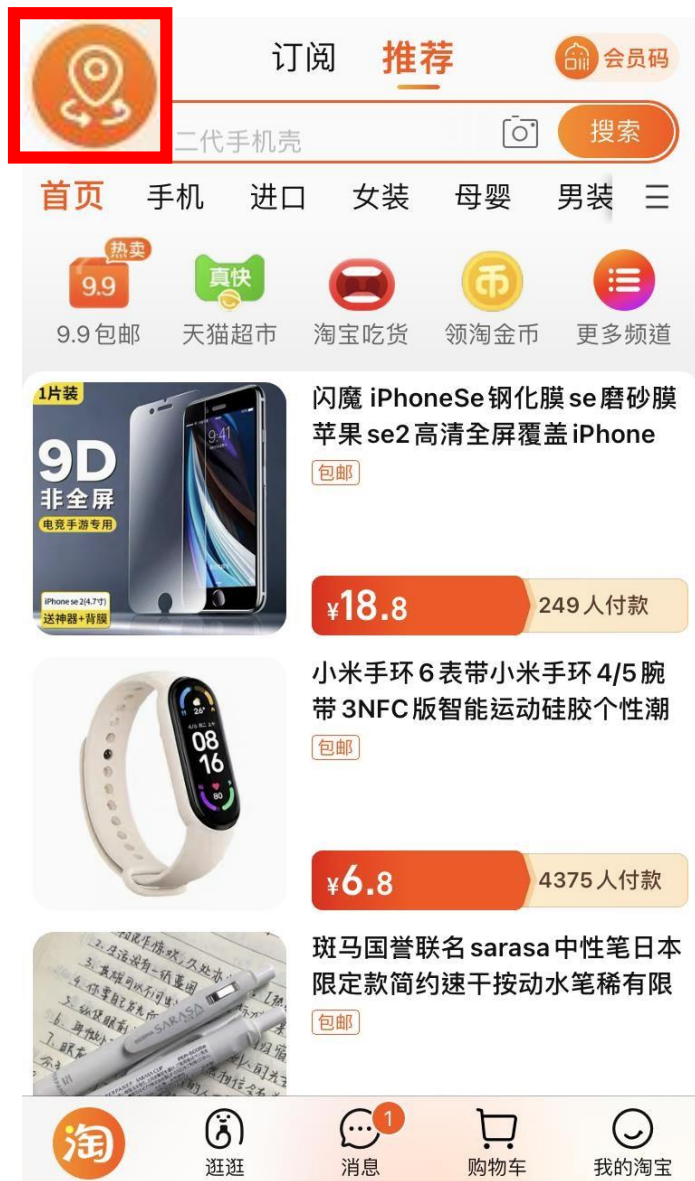 订阅 推荐 会员码
二代手机壳 搜索
首页 手机 进口 女装 母婴 男装
热卖
9.9 真快
9.9包邮 天猫超市 淘宝吃货 领淘金币 更多频道
1片装
9D
非全屏
电竞手游专用
9:41
iPhone se 2(4.7寸)
送神器+背膜
闪魔 iPhoneSe钢化膜se磨砂膜
苹果se2高清全屏覆盖iPhone
包邮
¥18.8 249人付款
26°
08
16
80
小米手环6表带小米手环4/5腕
带3NFC版智能运动硅胶个性潮
包邮
¥6.8 4375人付款
SARASA
斑马国誉联名sarasa中性笔日本
限定款简约速干按动水笔稀有限
包邮
淘 1
逛逛 消息 购物车 我的淘宝